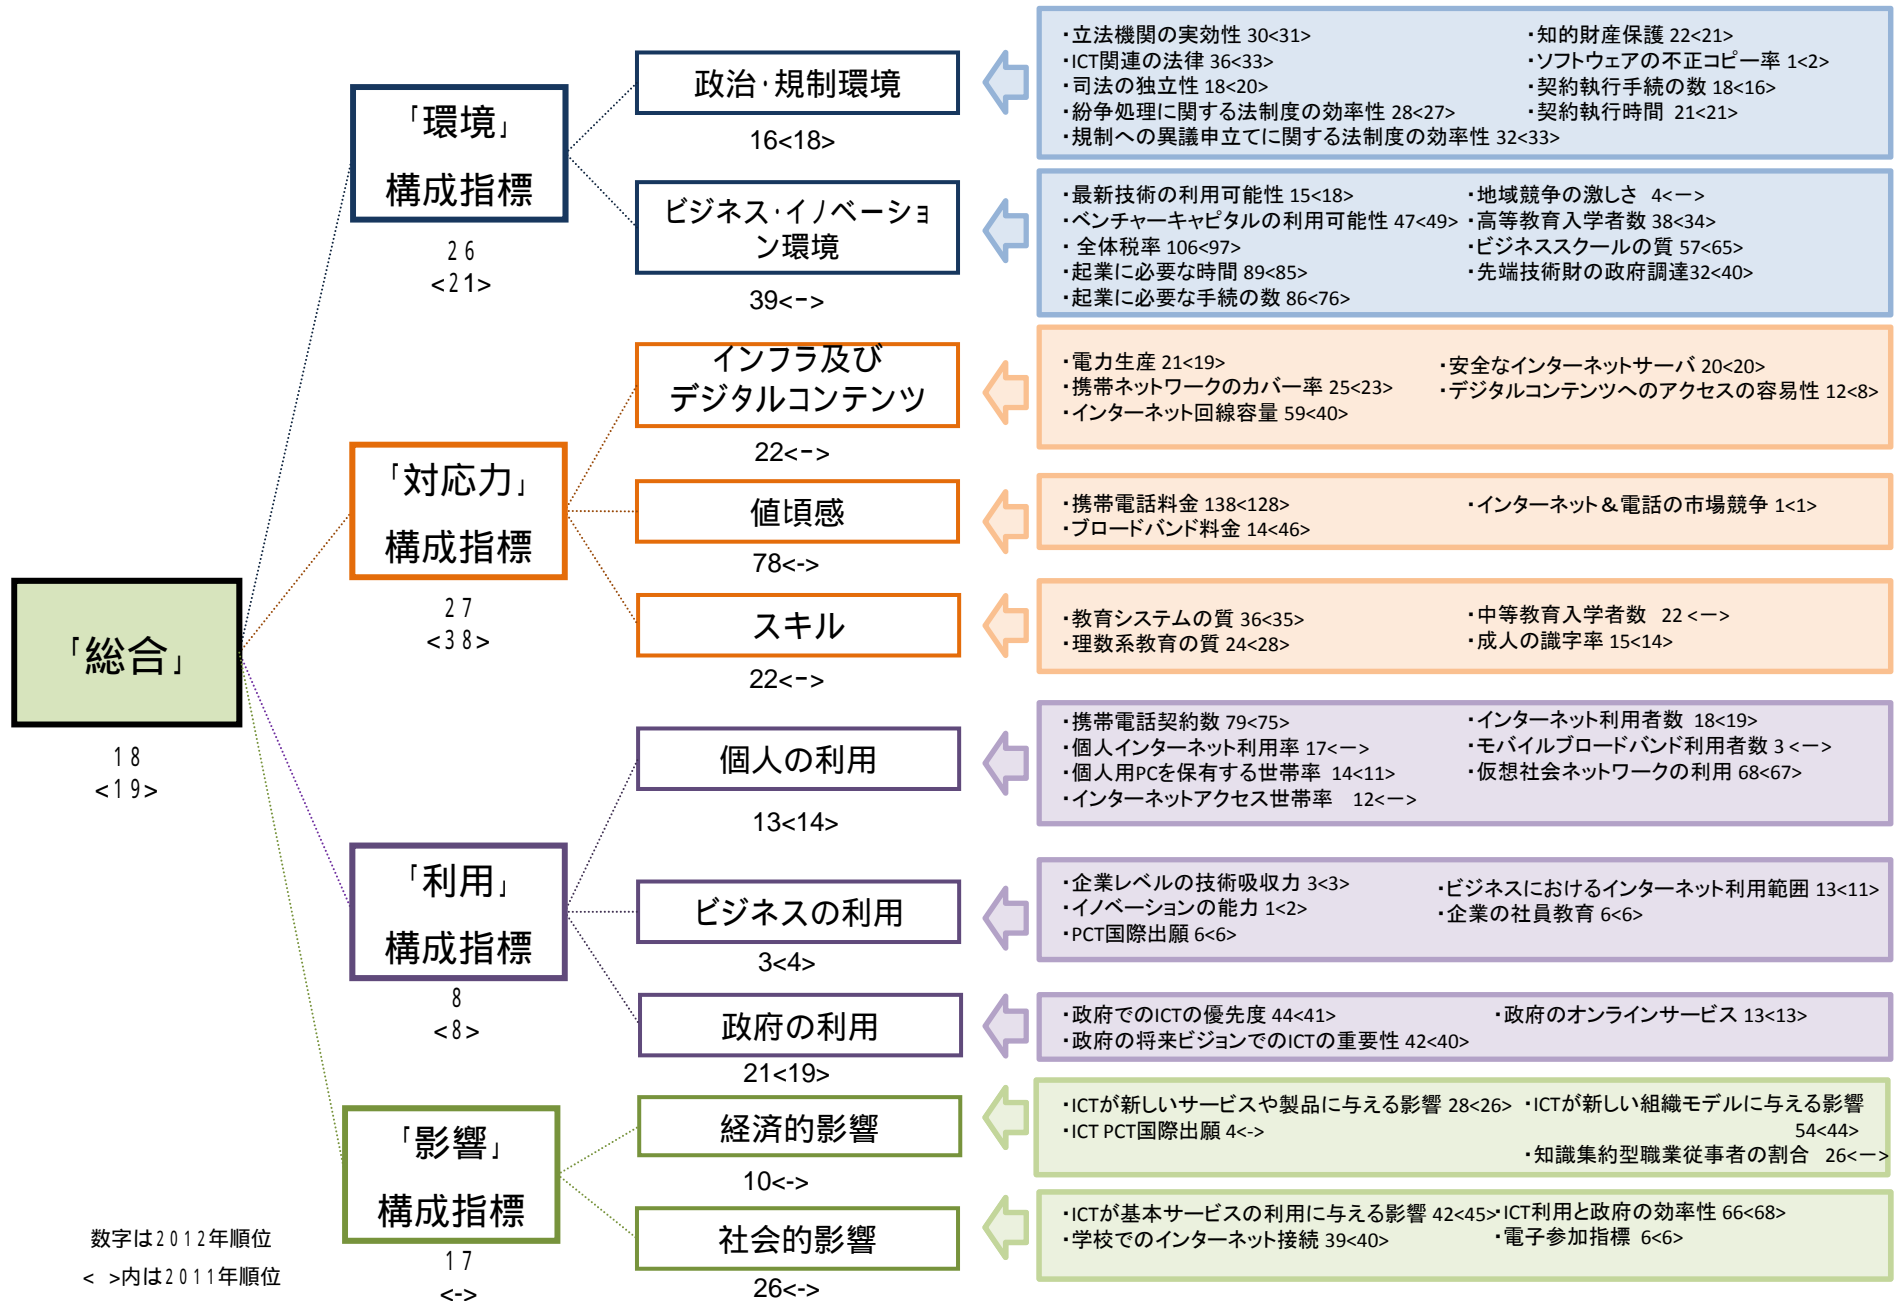 「総合」
18
<19>
「環境」
構成指標
26
<21>
政治・規制環境
16<18>
・立法機関の実効性 30<31>
・ICT関連の法律 36<33>
・司法の独立性 18<20>
・紛争処理に関する法制度の効率性 28<27>
・規制への異議申立てに関する法制度の効率性 32<33>
・知的財産保護 22<21>
・ソフトウェアの不正コピー率 1<2>
・契約執行手続の数 18<16>
・契約執行時間 21<21>
ビジネス・イノベーショ
ン環境
39<->
・最新技術の利用可能性 15<18>
・ベンチャーキャピタルの利用可能性 47<49>
・全体税率 106<97>
・起業に必要な時間 89<85>
・起業に必要な手続の数 86<76>
・地域競争の激しさ 4<ー>
・高等教育入学者数 38<34>
・ビジネススクールの質 57<65>
・先端技術財の政府調達32<40>
「対応力」
構成指標
27
<38>
インフラ及び
デジタルコンテンツ
22<->
・電力生産 21<19>
・携帯ネットワークのカバー率 25<23>
・インターネット回線容量 59<40>
・安全なインターネットサーバ 20<20>
・デジタルコンテンツへのアクセスの容易性 12<8>
値頃感
78<->
・携帯電話料金 138<128>
・ブロードバンド料金 14<46>
・インターネット＆電話の市場競争 1<1>
スキル
22<->
・教育システムの質 36<35>
・理数系教育の質 24<28>
・中等教育入学者数 22 <ー>
・成人の識字率 15<14>
「利用」
構成指標
8
<8>
個人の利用
13<14>
・携帯電話契約数 79<75>
・個人インターネット利用率 17<ー>
・個人用PCを保有する世帯率 14<11>
・インターネットアクセス世帯率 12<ー>
・インターネット利用者数 18<19>
・モバイルブロードバンド利用者数 3 <ー>
・仮想社会ネットワークの利用 68<67>
ビジネスの利用
3<4>
・企業レベルの技術吸収力 3<3>
・イノベーションの能力 1<2>
・PCT国際出願 6<6>
・ビジネスにおけるインターネット利用範囲 13<11>
・企業の社員教育 6<6>
政府の利用
21<19>
・政府でのICTの優先度 44<41>
・政府の将来ビジョンでのICTの重要性 42<40>
・政府のオンラインサービス 13<13>
「影響」
構成指標
17
<->
経済的影響
10<->
・ICTが新しいサービスや製品に与える影響 28<26>
・ICT PCT国際出願 4<->
・ICTが新しい組織モデルに与える影響
54<44>
・知識集約型職業従事者の割合 26<ー>
社会的影響
26<->
・ICTが基本サービスの利用に与える影響 42<45>
・学校でのインターネット接続 39<40>
・ICT利用と政府の効率性 66<68>
・電子参加指標 6<6>
数字は2012年順位
< >内は2011年順位